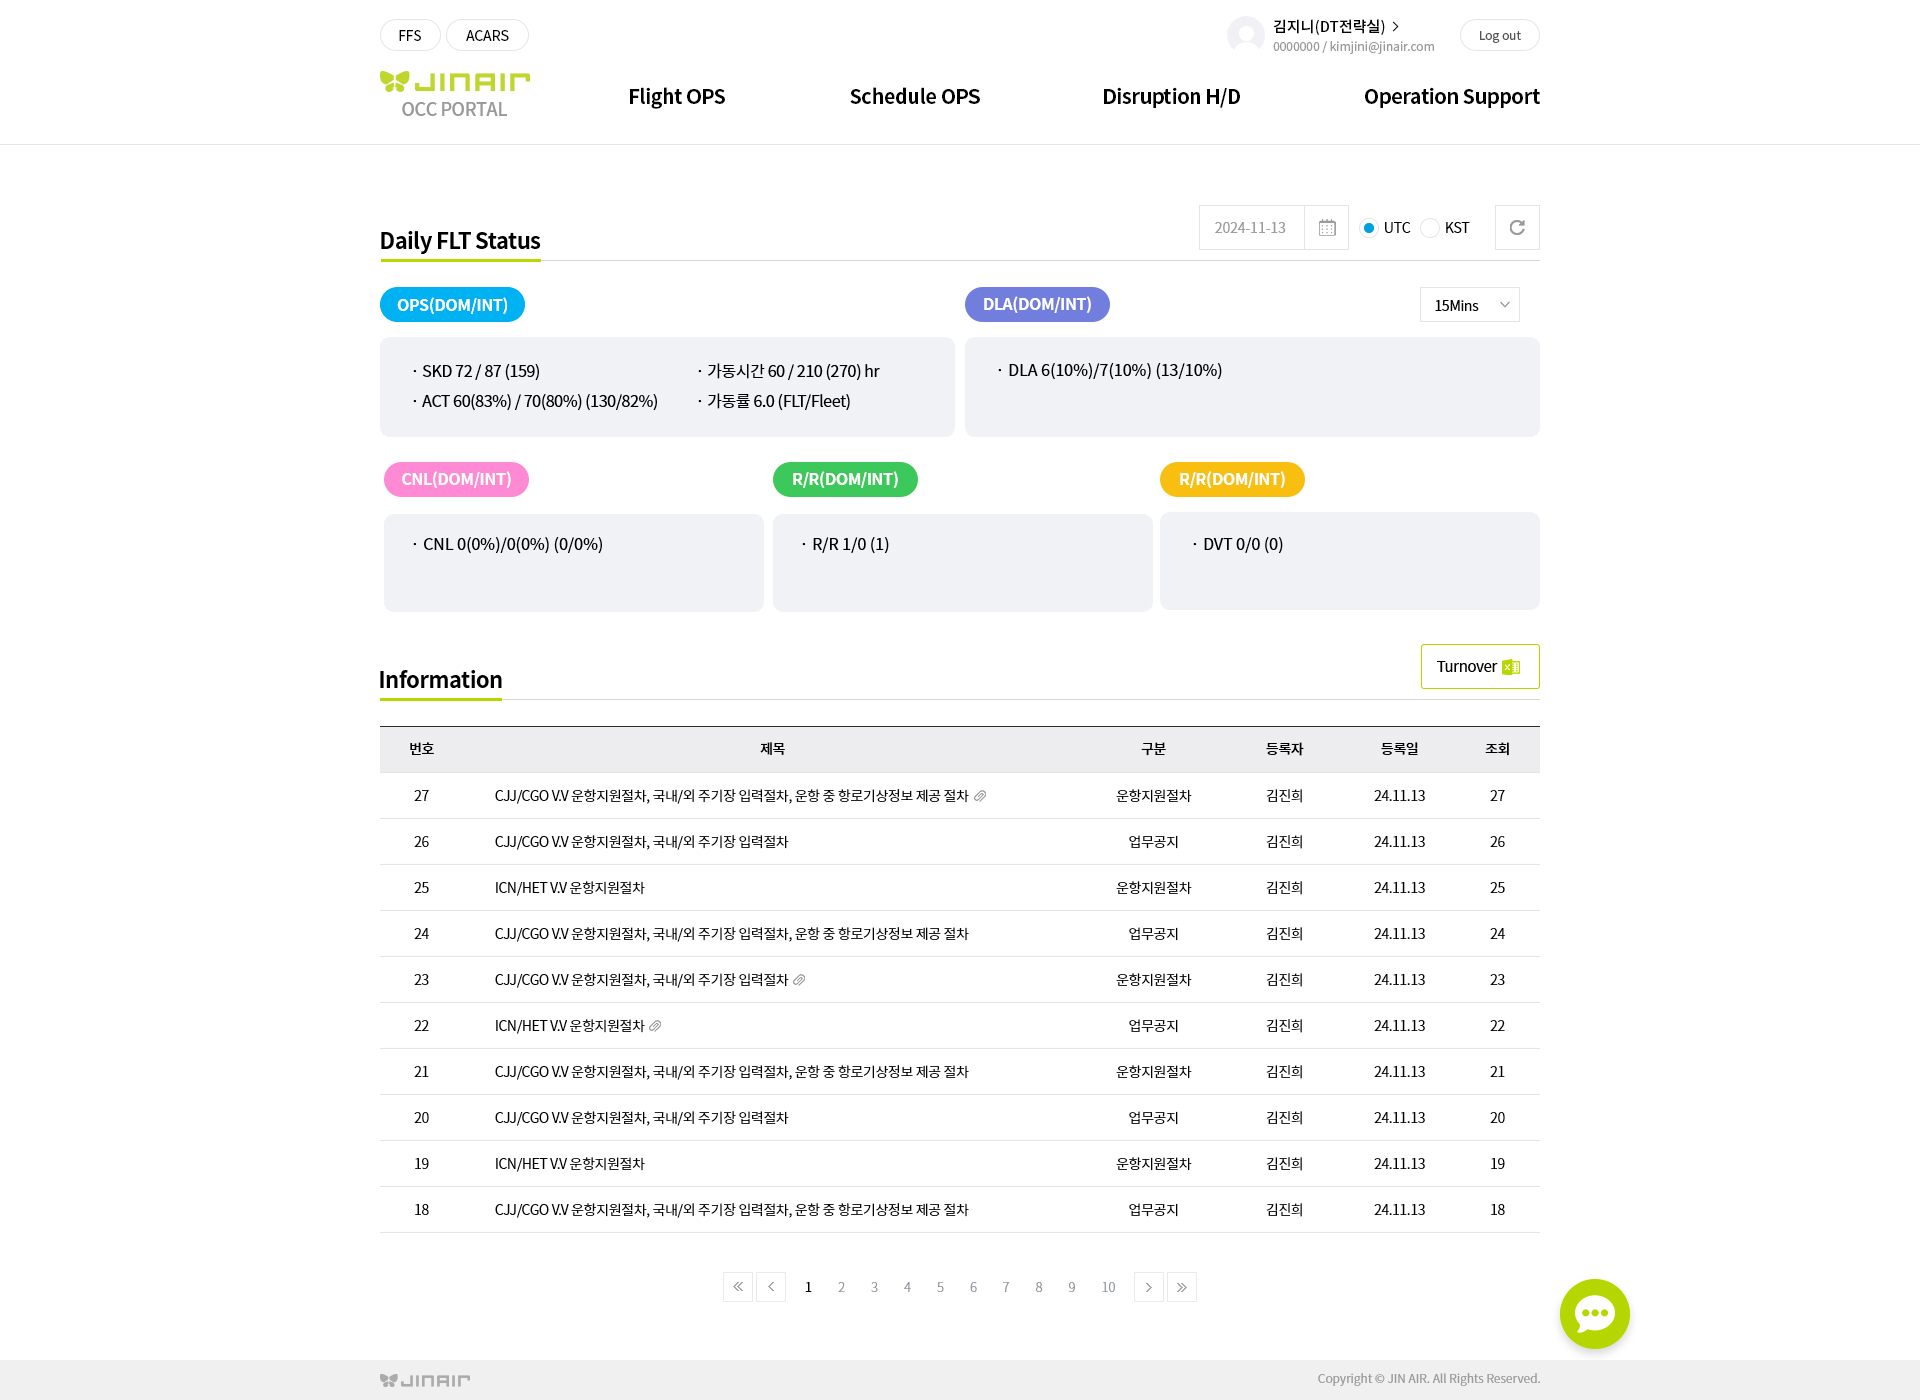 FFS ACARS
김지니(DT전략실) >
0000000 / kimjini@jinair.com
Log out
JINAIR
OCC PORTAL
Flight OPS Schedule OPS Disruption H/D Operation Support
Daily FLT Status
2024-11-13 UTC KST
OPS(DOM/INT)
· SKD 72 / 87 (159) · 가동시간 60 / 210 (270) hr
· ACT 60(83%) / 70(80%) (130/82%) · 가동률 6.0 (FLT/Fleet)
DLA(DOM/INT) 15Mins
· DLA 6(10%)/7(10%) (13/10%)
CNL(DOM/INT) R/R(DOM/INT) R/R(DOM/INT)
· CNL 0(0%)/0(0%) (0/0%) · R/R 1/0 (1) · DVT 0/0 (0)
Information
Turnover
번호 제목 구분 등록자 등록일 조회
27 CJJ/CGO V.V 운항지원절차, 국내/외 주기장 입력절차, 운항 중 항로기상정보 제공 절차 운항지원절차 김진희 24.11.13 27
26 CJJ/CGO V.V 운항지원절차, 국내/외 주기장 입력절차 업무공지 김진희 24.11.13 26
25 ICN/HET V.V 운항지원절차 운항지원절차 김진희 24.11.13 25
24 CJJ/CGO V.V 운항지원절차, 국내/외 주기장 입력절차, 운항 중 항로기상정보 제공 절차 업무공지 김진희 24.11.13 24
23 CJJ/CGO V.V 운항지원절차, 국내/외 주기장 입력절차 운항지원절차 김진희 24.11.13 23
22 ICN/HET V.V 운항지원절차 업무공지 김진희 24.11.13 22
21 CJJ/CGO V.V 운항지원절차, 국내/외 주기장 입력절차, 운항 중 항로기상정보 제공 절차 운항지원절차 김진희 24.11.13 21
20 CJJ/CGO V.V 운항지원절차, 국내/외 주기장 입력절차 업무공지 김진희 24.11.13 20
19 ICN/HET V.V 운항지원절차 운항지원절차 김진희 24.11.13 19
18 CJJ/CGO V.V 운항지원절차, 국내/외 주기장 입력절차, 운항 중 항로기상정보 제공 절차 업무공지 김진희 24.11.13 18
« < 1 2 3 4 5 6 7 8 9 10 > »
JINAIR
Copyright © JIN AIR. All Rights Reserved.